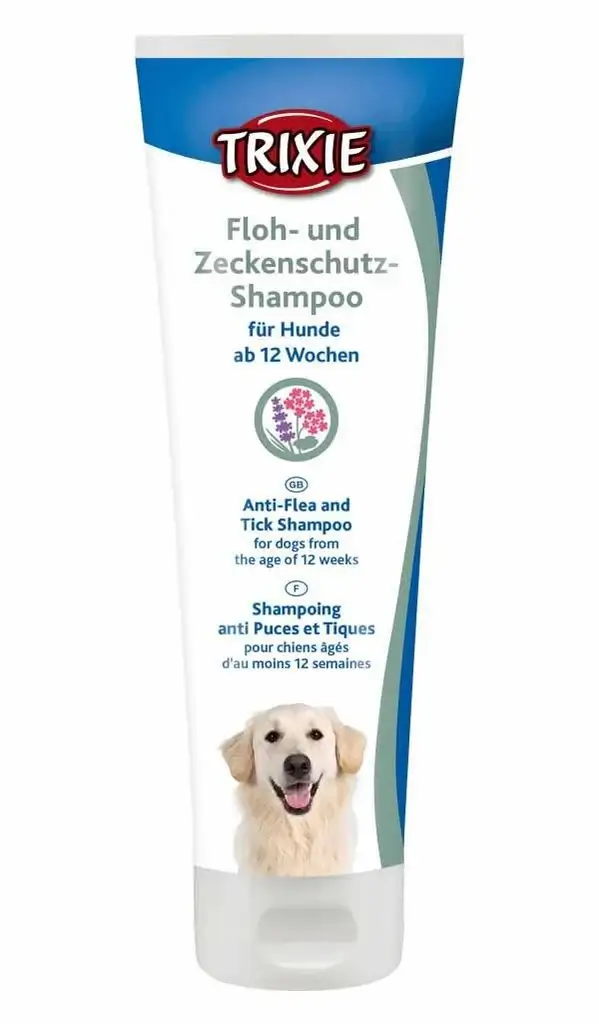 TRIXIE
Floh- und
Zeckenschutz-
Shampoo
für Hunde
ab 12 Wochen
GB
Anti-Flea and
Tick Shampoo
for dogs from
the age of 12 weeks
F
Shampoing
anti Puces et Tiques
pour chiens âgés
d'au moins 12 semaines